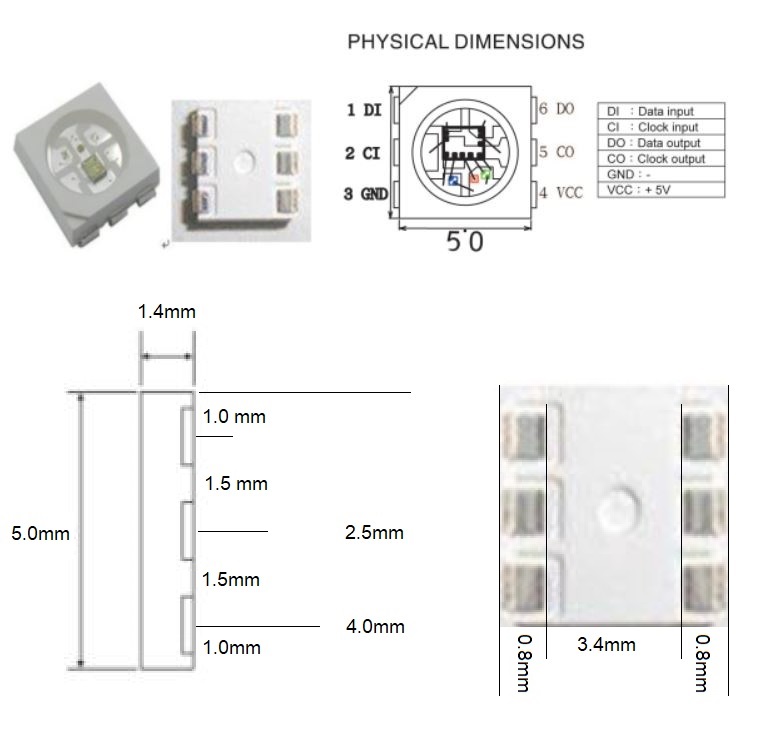 PHYSICAL DIMENSIONS
1 DI
2 CI
3 GND
6 DO
5 CO
4 VCC
5.0
DI : Data input
CI : Clock input
DO : Data output
CO : Clock output
GND : -
VCC : + 5V
1.4mm
5.0mm
1.0 mm
1.5 mm
2.5mm
1.5mm
4.0mm
1.0mm
0.8mm
3.4mm
0.8mm